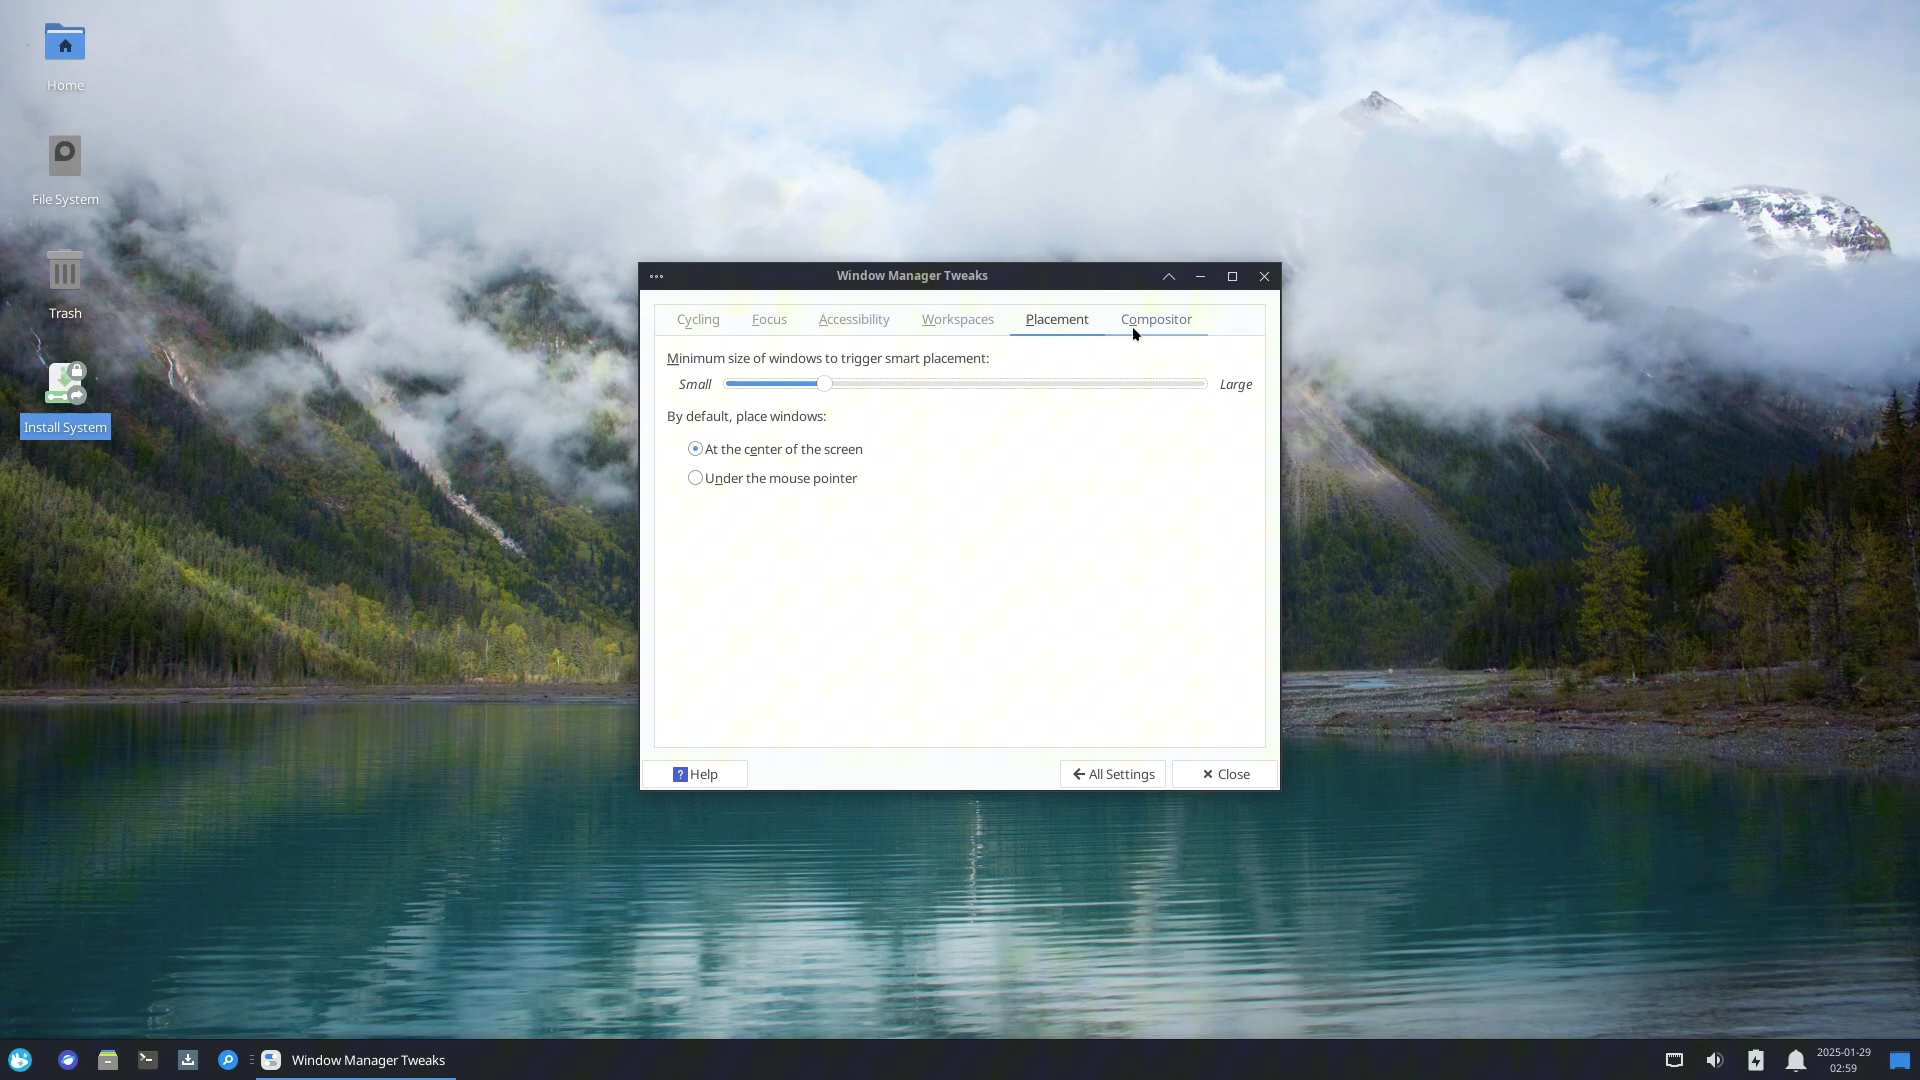 Home
File System
Trash
Install System
Window Manager Tweaks
Cycling Focus Accessibility Workspaces Placement Compositor
Minimum size of windows to trigger smart placement:
Small Large
By default, place windows:
At the center of the screen
Under the mouse pointer
? Help All Settings Close
Window Manager Tweaks
2025-01-29
02:59